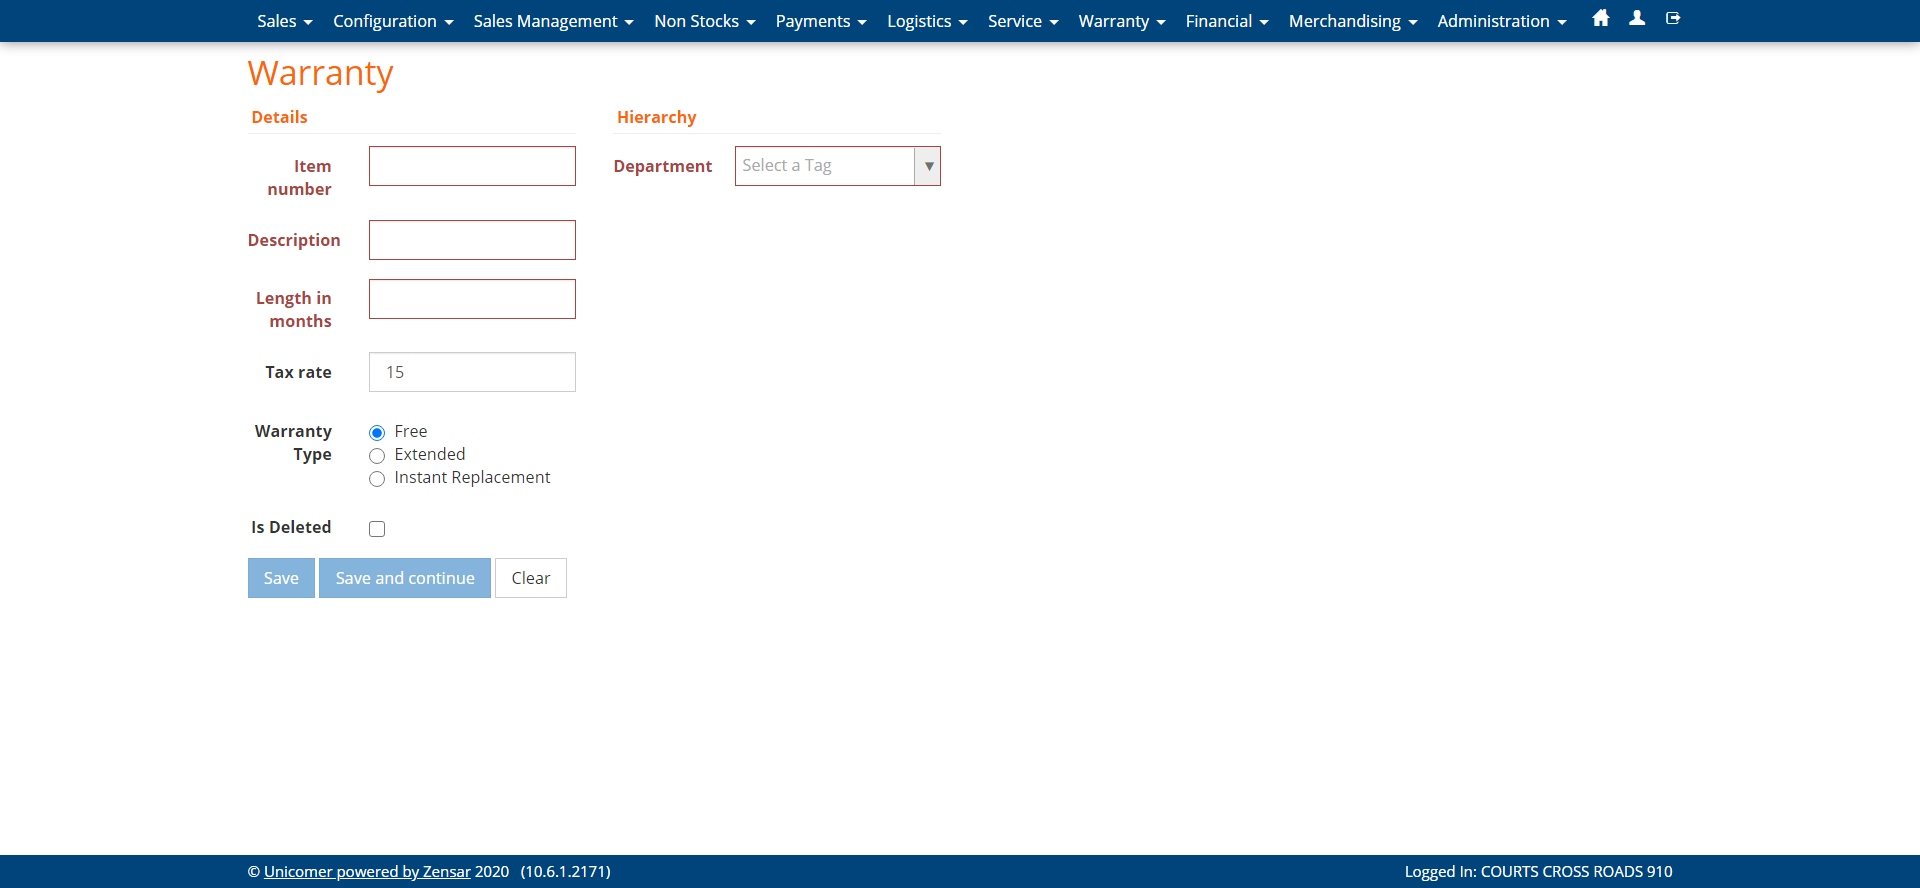 Sales Configuration Sales Management Non Stocks Payments Logistics Service Warranty Financial Merchandising Administration
Warranty
Details
Hierarchy
Item
number
Department
Select a Tag
Description
Length in
months
Tax rate
15
Warranty
Type
Free
Extended
Instant Replacement
Is Deleted
Save
Save and continue
Clear
© Unicomer powered by Zensar 2020 (10.6.1.2171)
Logged In: COURTS CROSS ROADS 910